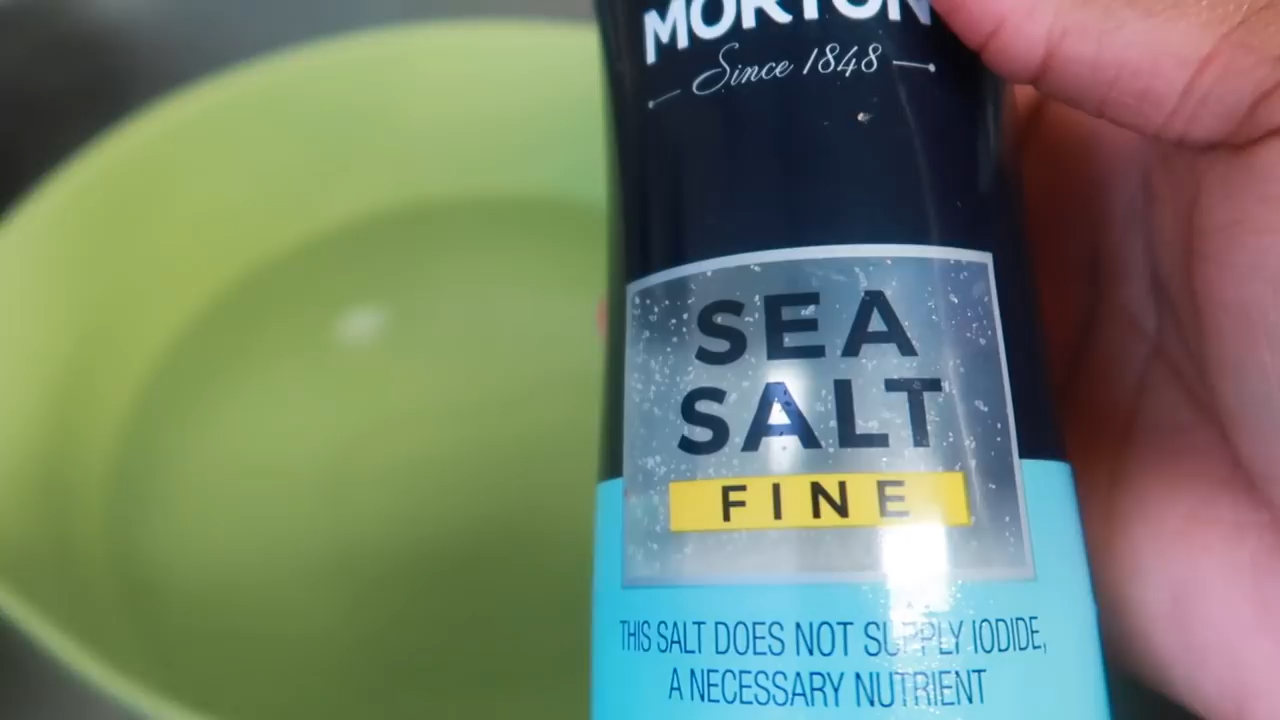 MORTON
Since 1848
SEA
SALT
FINE
THIS SALT DOES NOT SUPPLY IODIDE,
A NECESSARY NUTRIENT